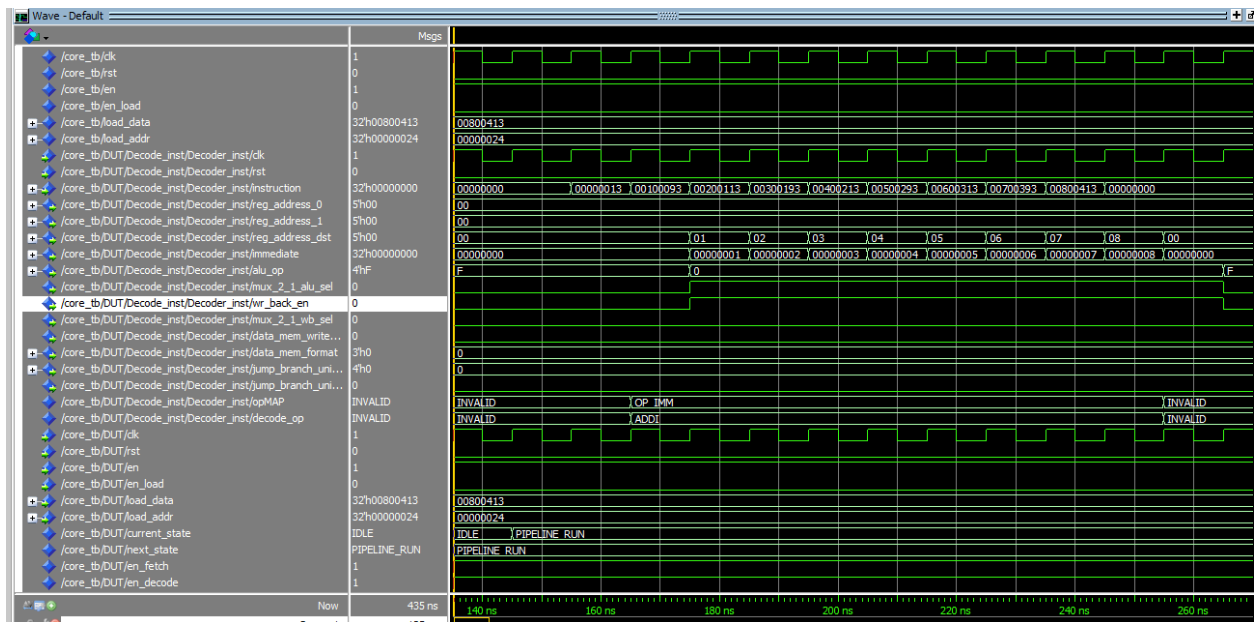 Wave - Default
Msgs
/core_tb/clk 1
/core_tb/rst 0
/core_tb/en 1
/core_tb/en_load 0
/core_tb/load_data 32'h00800413 00800413
/core_tb/load_addr 32'h00000024 00000024
/core_tb/DUT/Decode_inst/Decoder_inst/clk 1
/core_tb/DUT/Decode_inst/Decoder_inst/rst 0
/core_tb/DUT/Decode_inst/Decoder_inst/instruction 32'h00000000 00000000 00000013 00100093 00200113 00300193 00400213 00500293 00600313 00700393 00800413 00000000
/core_tb/DUT/Decode_inst/Decoder_inst/reg_address_0 5'h00 00
/core_tb/DUT/Decode_inst/Decoder_inst/reg_address_1 5'h00 00
/core_tb/DUT/Decode_inst/Decoder_inst/reg_address_dst 5'h00 00 01 02 03 04 05 06 07 08 00
/core_tb/DUT/Decode_inst/Decoder_inst/immediate 32'h00000000 00000000 00000001 00000002 00000003 00000004 00000005 00000006 00000007 00000008 00000000
/core_tb/DUT/Decode_inst/Decoder_inst/alu_op 4'hF F 0 F
/core_tb/DUT/Decode_inst/Decoder_inst/mux_2_1_alu_sel 0
/core_tb/DUT/Decode_inst/Decoder_inst/wr_back_en 0
/core_tb/DUT/Decode_inst/Decoder_inst/mux_2_1_wb_sel 0
/core_tb/DUT/Decode_inst/Decoder_inst/data_mem_write... 0
/core_tb/DUT/Decode_inst/Decoder_inst/data_mem_format 3'h0 0
/core_tb/DUT/Decode_inst/Decoder_inst/jump_branch_uni... 4'h0 0
/core_tb/DUT/Decode_inst/Decoder_inst/jump_branch_uni... 0
/core_tb/DUT/Decode_inst/Decoder_inst/opMAP INVALID INVALID OP_IMM INVALID
/core_tb/DUT/Decode_inst/Decoder_inst/decode_op INVALID INVALID ADDI INVALID
/core_tb/DUT/clk 1
/core_tb/DUT/rst 0
/core_tb/DUT/en 1
/core_tb/DUT/en_load 0
/core_tb/DUT/load_data 32'h00800413 00800413
/core_tb/DUT/load_addr 32'h00000024 00000024
/core_tb/DUT/current_state IDLE IDLE PIPELINE_RUN
/core_tb/DUT/next_state PIPELINE_RUN PIPELINE_RUN
/core_tb/DUT/en_fetch 1
/core_tb/DUT/en_decode 1
Now 435 ns 140 ns 160 ns 180 ns 200 ns 220 ns 240 ns 260 ns